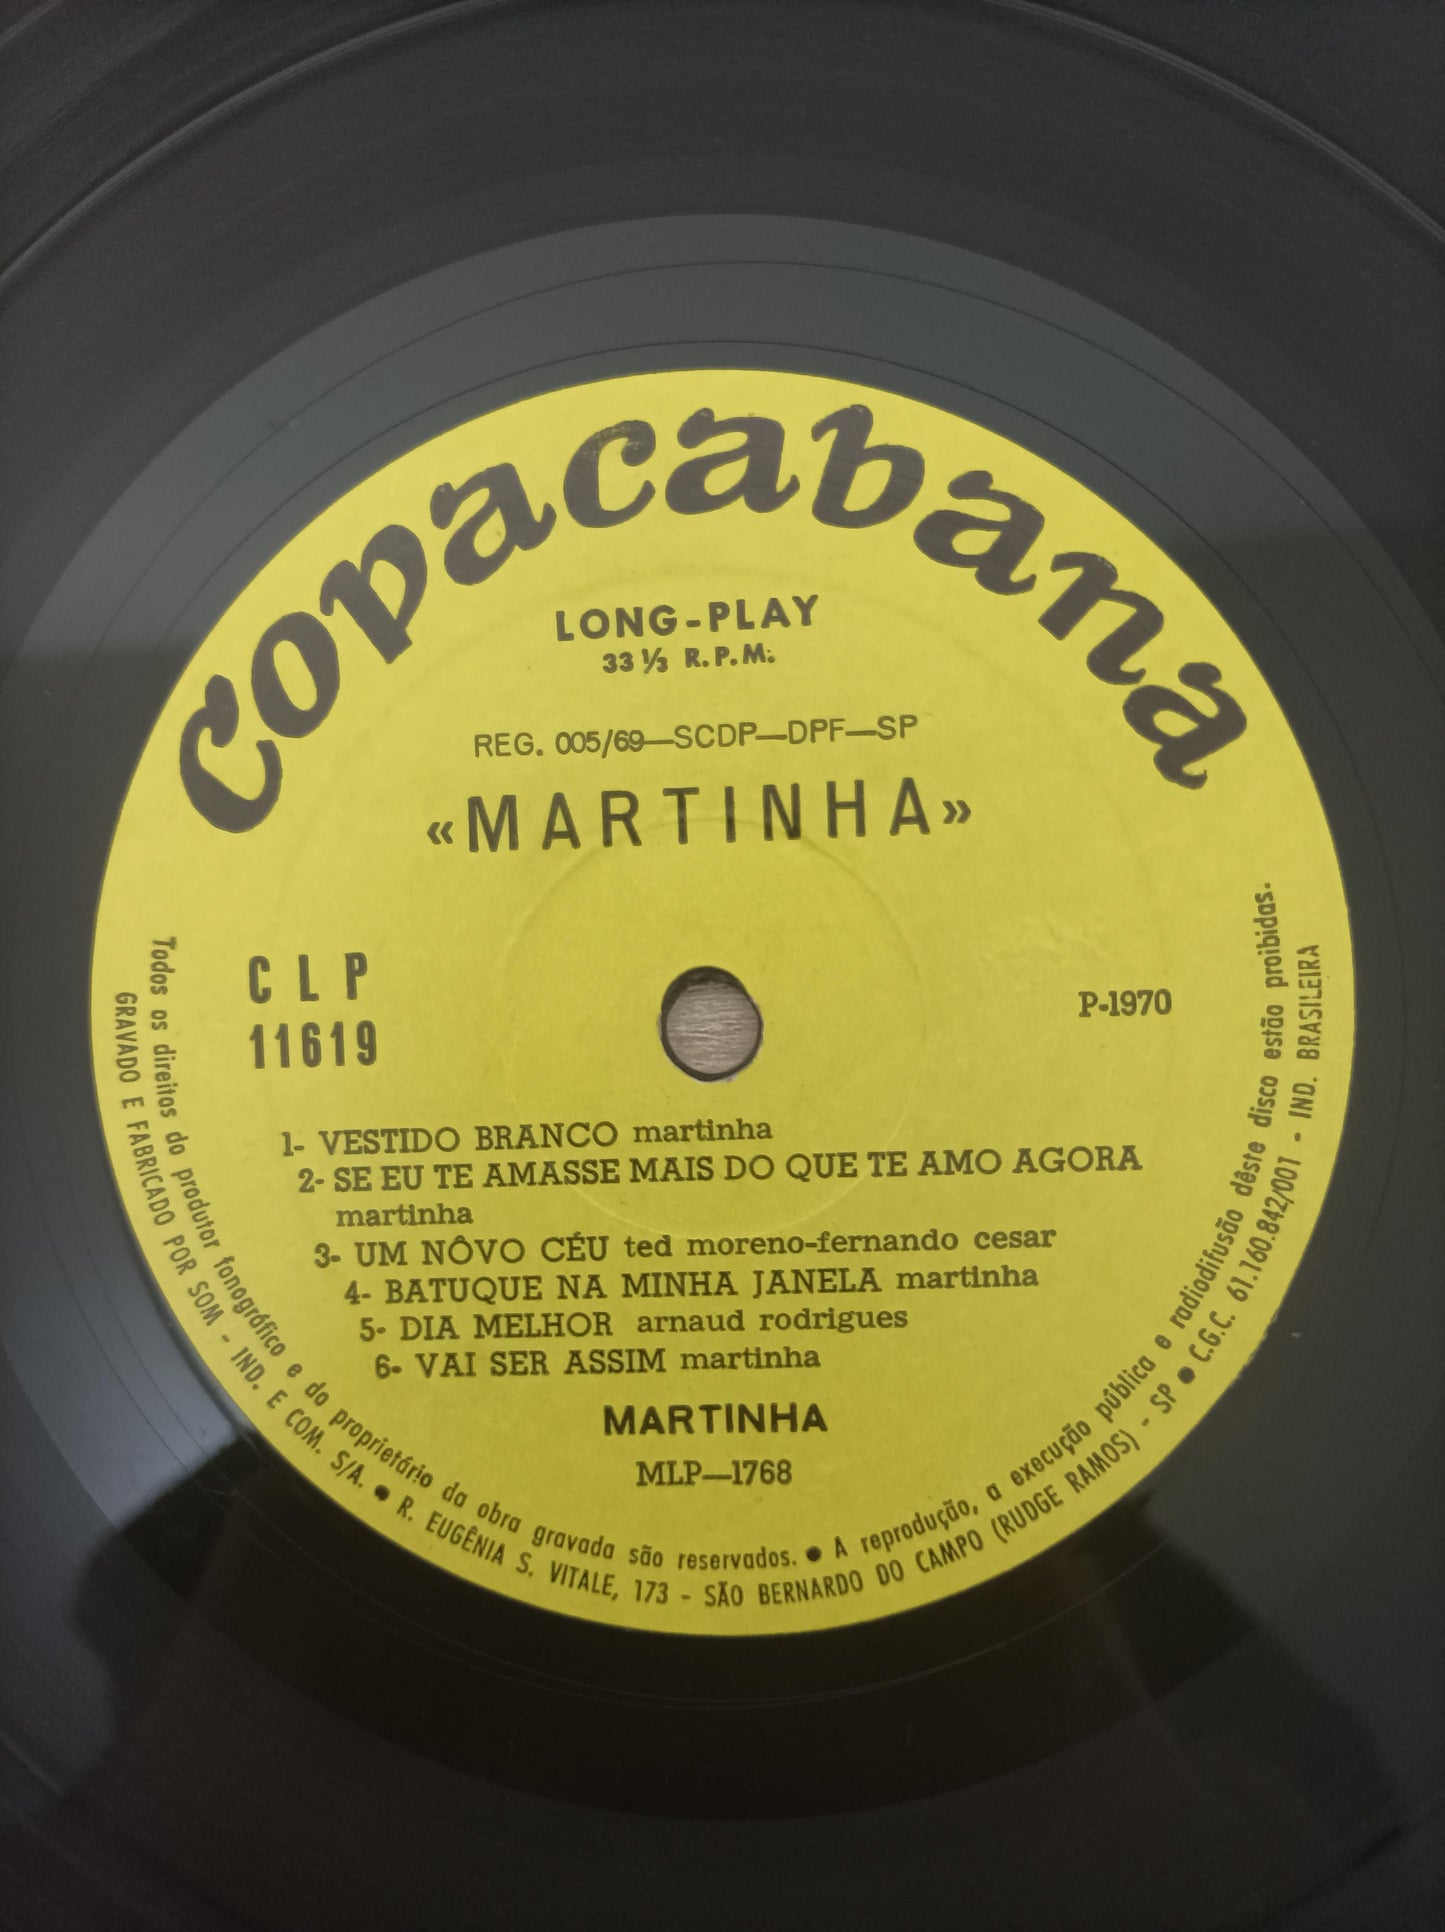 Copacabana
LONG-PLAY
33 ⅓ R.P.M.
REG. 005/69—SCDP—DPF—SP
«MARTINHA»
CLP
11619
P-1970
1- VESTIDO BRANCO martinha
2- SE EU TE AMASSE MAIS DO QUE TE AMO AGORA
martinha
3- UM NÔVO CÉU ted moreno-fernando cesar
4- BATUQUE NA MINHA JANELA martinha
5- DIA MELHOR arnaud rodrigues
6- VAI SER ASSIM martinha
MARTINHA
MLP—1768
Todos os direitos do produtor fonográfico e do proprietário da obra gravada são reservados. ● A reprodução, a execução pública e radiodifusão dêste disco estão proibidas.
GRAVADO E FABRICADO POR SOM - IND. E COM. S/A. ● R. EUGÊNIA S. VITALE, 173 - SÃO BERNARDO DO CAMPO (RUDGE RAMOS) - SP ● C.G.C. 61.160.842/001 - IND. BRASILEIRA